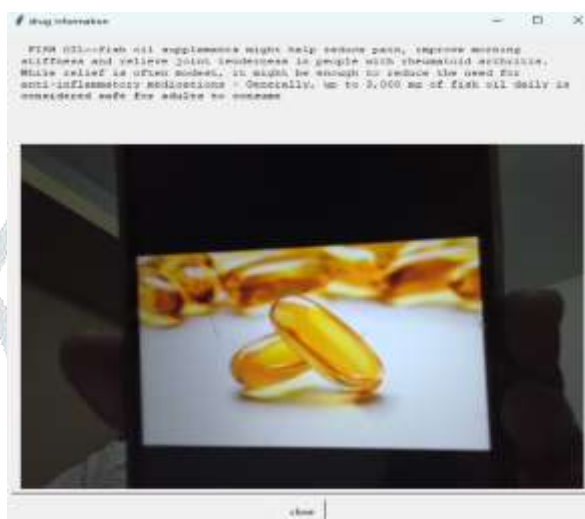 drug information
FISH OIL--Fish oil supplements might help reduce pain, improve morning
stiffness and relieve joint tenderness in people with rheumatoid arthritis.
While relief is often modest, it might be enough to reduce the need for
anti-inflammatory medications - Generally, up to 3,000 mg of fish oil daily is
considered safe for adults to consume
close